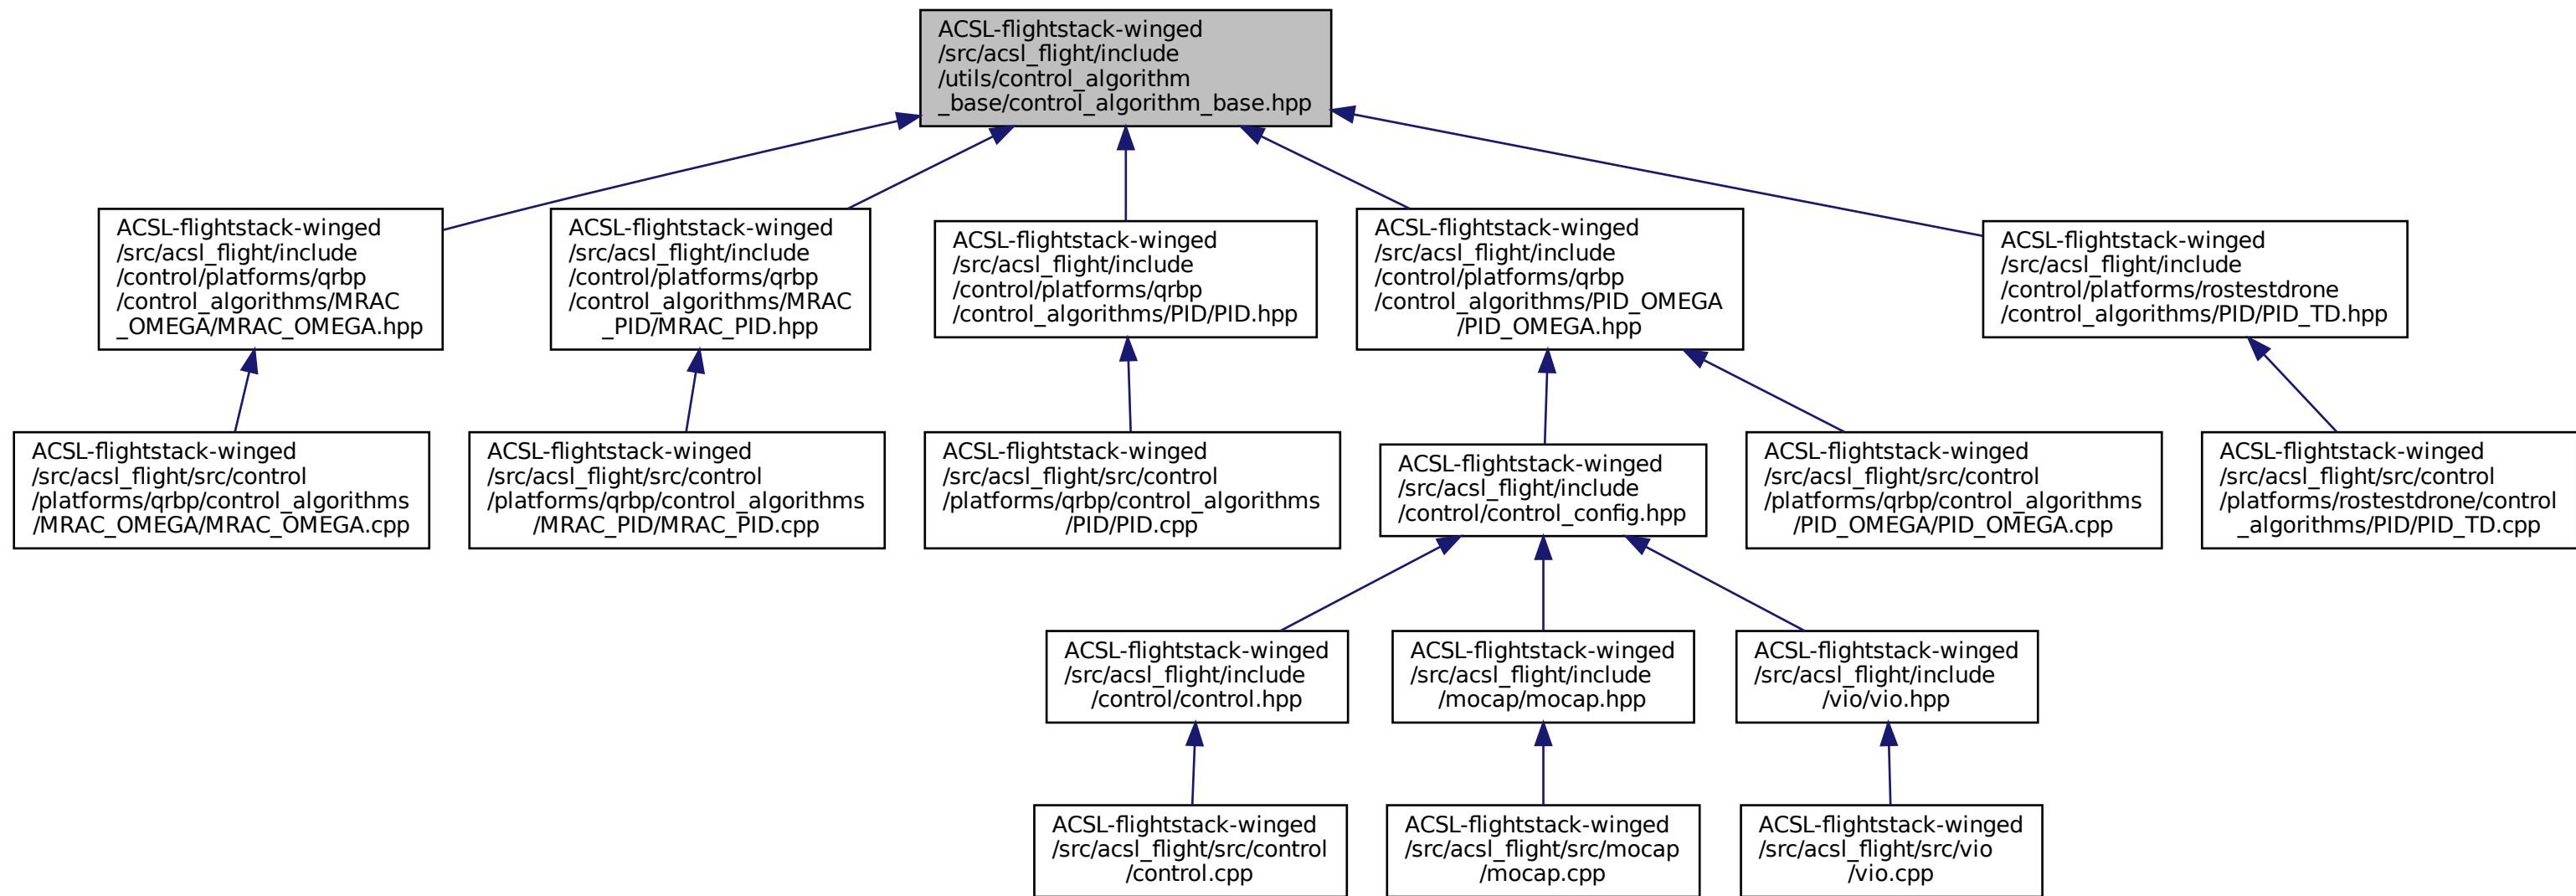 ACSL-flightstack-winged
/src/acsl_flight/include
/utils/control_algorithm
_base/control_algorithm_base.hpp
ACSL-flightstack-winged
/src/acsl_flight/include
/control/platforms/qrbp
/control_algorithms/MRAC
_OMEGA/MRAC_OMEGA.hpp
ACSL-flightstack-winged
/src/acsl_flight/include
/control/platforms/qrbp
/control_algorithms/MRAC
_PID/MRAC_PID.hpp
ACSL-flightstack-winged
/src/acsl_flight/include
/control/platforms/qrbp
/control_algorithms/PID/PID.hpp
ACSL-flightstack-winged
/src/acsl_flight/include
/control/platforms/qrbp
/control_algorithms/PID_OMEGA
/PID_OMEGA.hpp
ACSL-flightstack-winged
/src/acsl_flight/include
/control/platforms/rostestdrone
/control_algorithms/PID/PID_TD.hpp
ACSL-flightstack-winged
/src/acsl_flight/src/control
/platforms/qrbp/control_algorithms
/MRAC_OMEGA/MRAC_OMEGA.cpp
ACSL-flightstack-winged
/src/acsl_flight/src/control
/platforms/qrbp/control_algorithms
/MRAC_PID/MRAC_PID.cpp
ACSL-flightstack-winged
/src/acsl_flight/src/control
/platforms/qrbp/control_algorithms
/PID/PID.cpp
ACSL-flightstack-winged
/src/acsl_flight/include
/control/control_config.hpp
ACSL-flightstack-winged
/src/acsl_flight/src/control
/platforms/qrbp/control_algorithms
/PID_OMEGA/PID_OMEGA.cpp
ACSL-flightstack-winged
/src/acsl_flight/src/control
/platforms/rostestdrone/control
_algorithms/PID/PID_TD.cpp
ACSL-flightstack-winged
/src/acsl_flight/include
/control/control.hpp
ACSL-flightstack-winged
/src/acsl_flight/include
/mocap/mocap.hpp
ACSL-flightstack-winged
/src/acsl_flight/include
/vio/vio.hpp
ACSL-flightstack-winged
/src/acsl_flight/src/control
/control.cpp
ACSL-flightstack-winged
/src/acsl_flight/src/mocap
/mocap.cpp
ACSL-flightstack-winged
/src/acsl_flight/src/vio
/vio.cpp